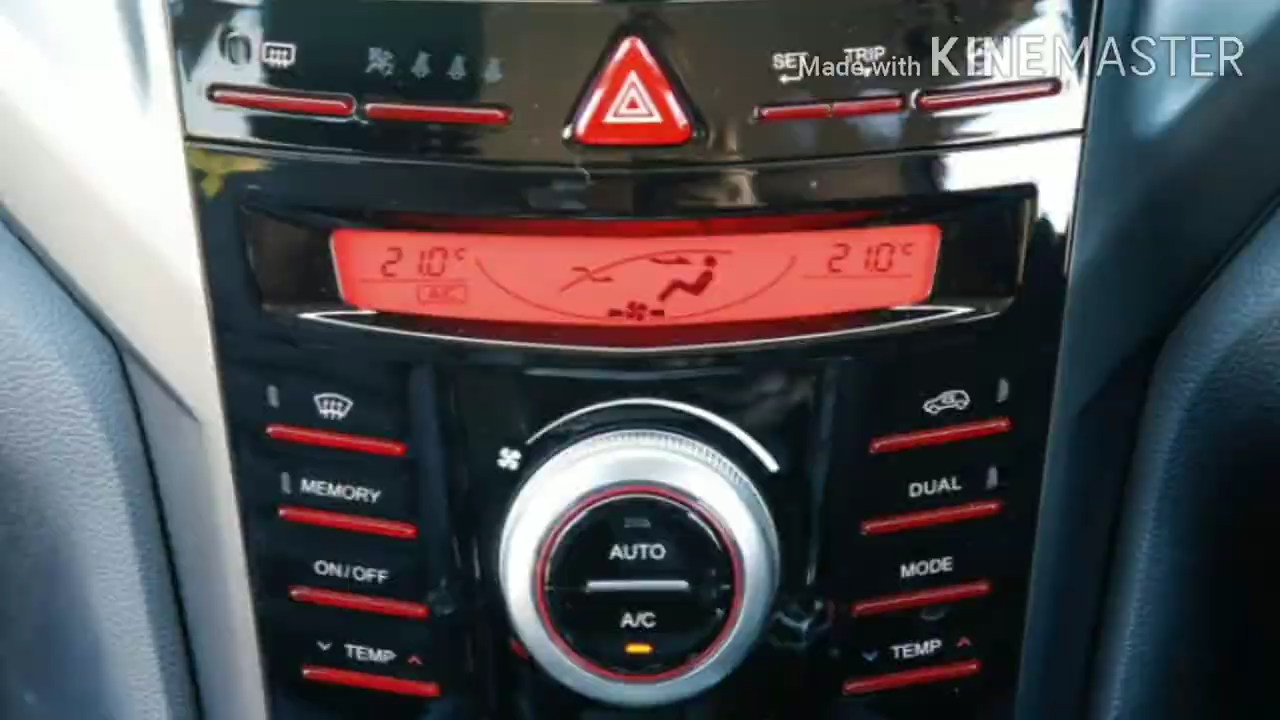 SET TRIP
Made with KINEMASTER
21.0°C 21.0°C
A/C
MEMORY DUAL
AUTO
ON/OFF MODE
A/C
TEMP TEMP